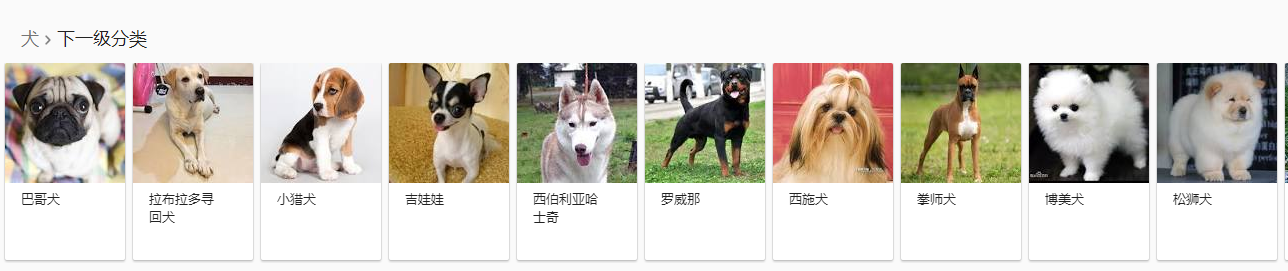 犬 › 下一级分类
巴哥犬
拉布拉多寻
回犬
小猎犬
吉娃娃
西伯利亚哈
士奇
罗威那
西施犬
拳师犬
博美犬
松狮犬